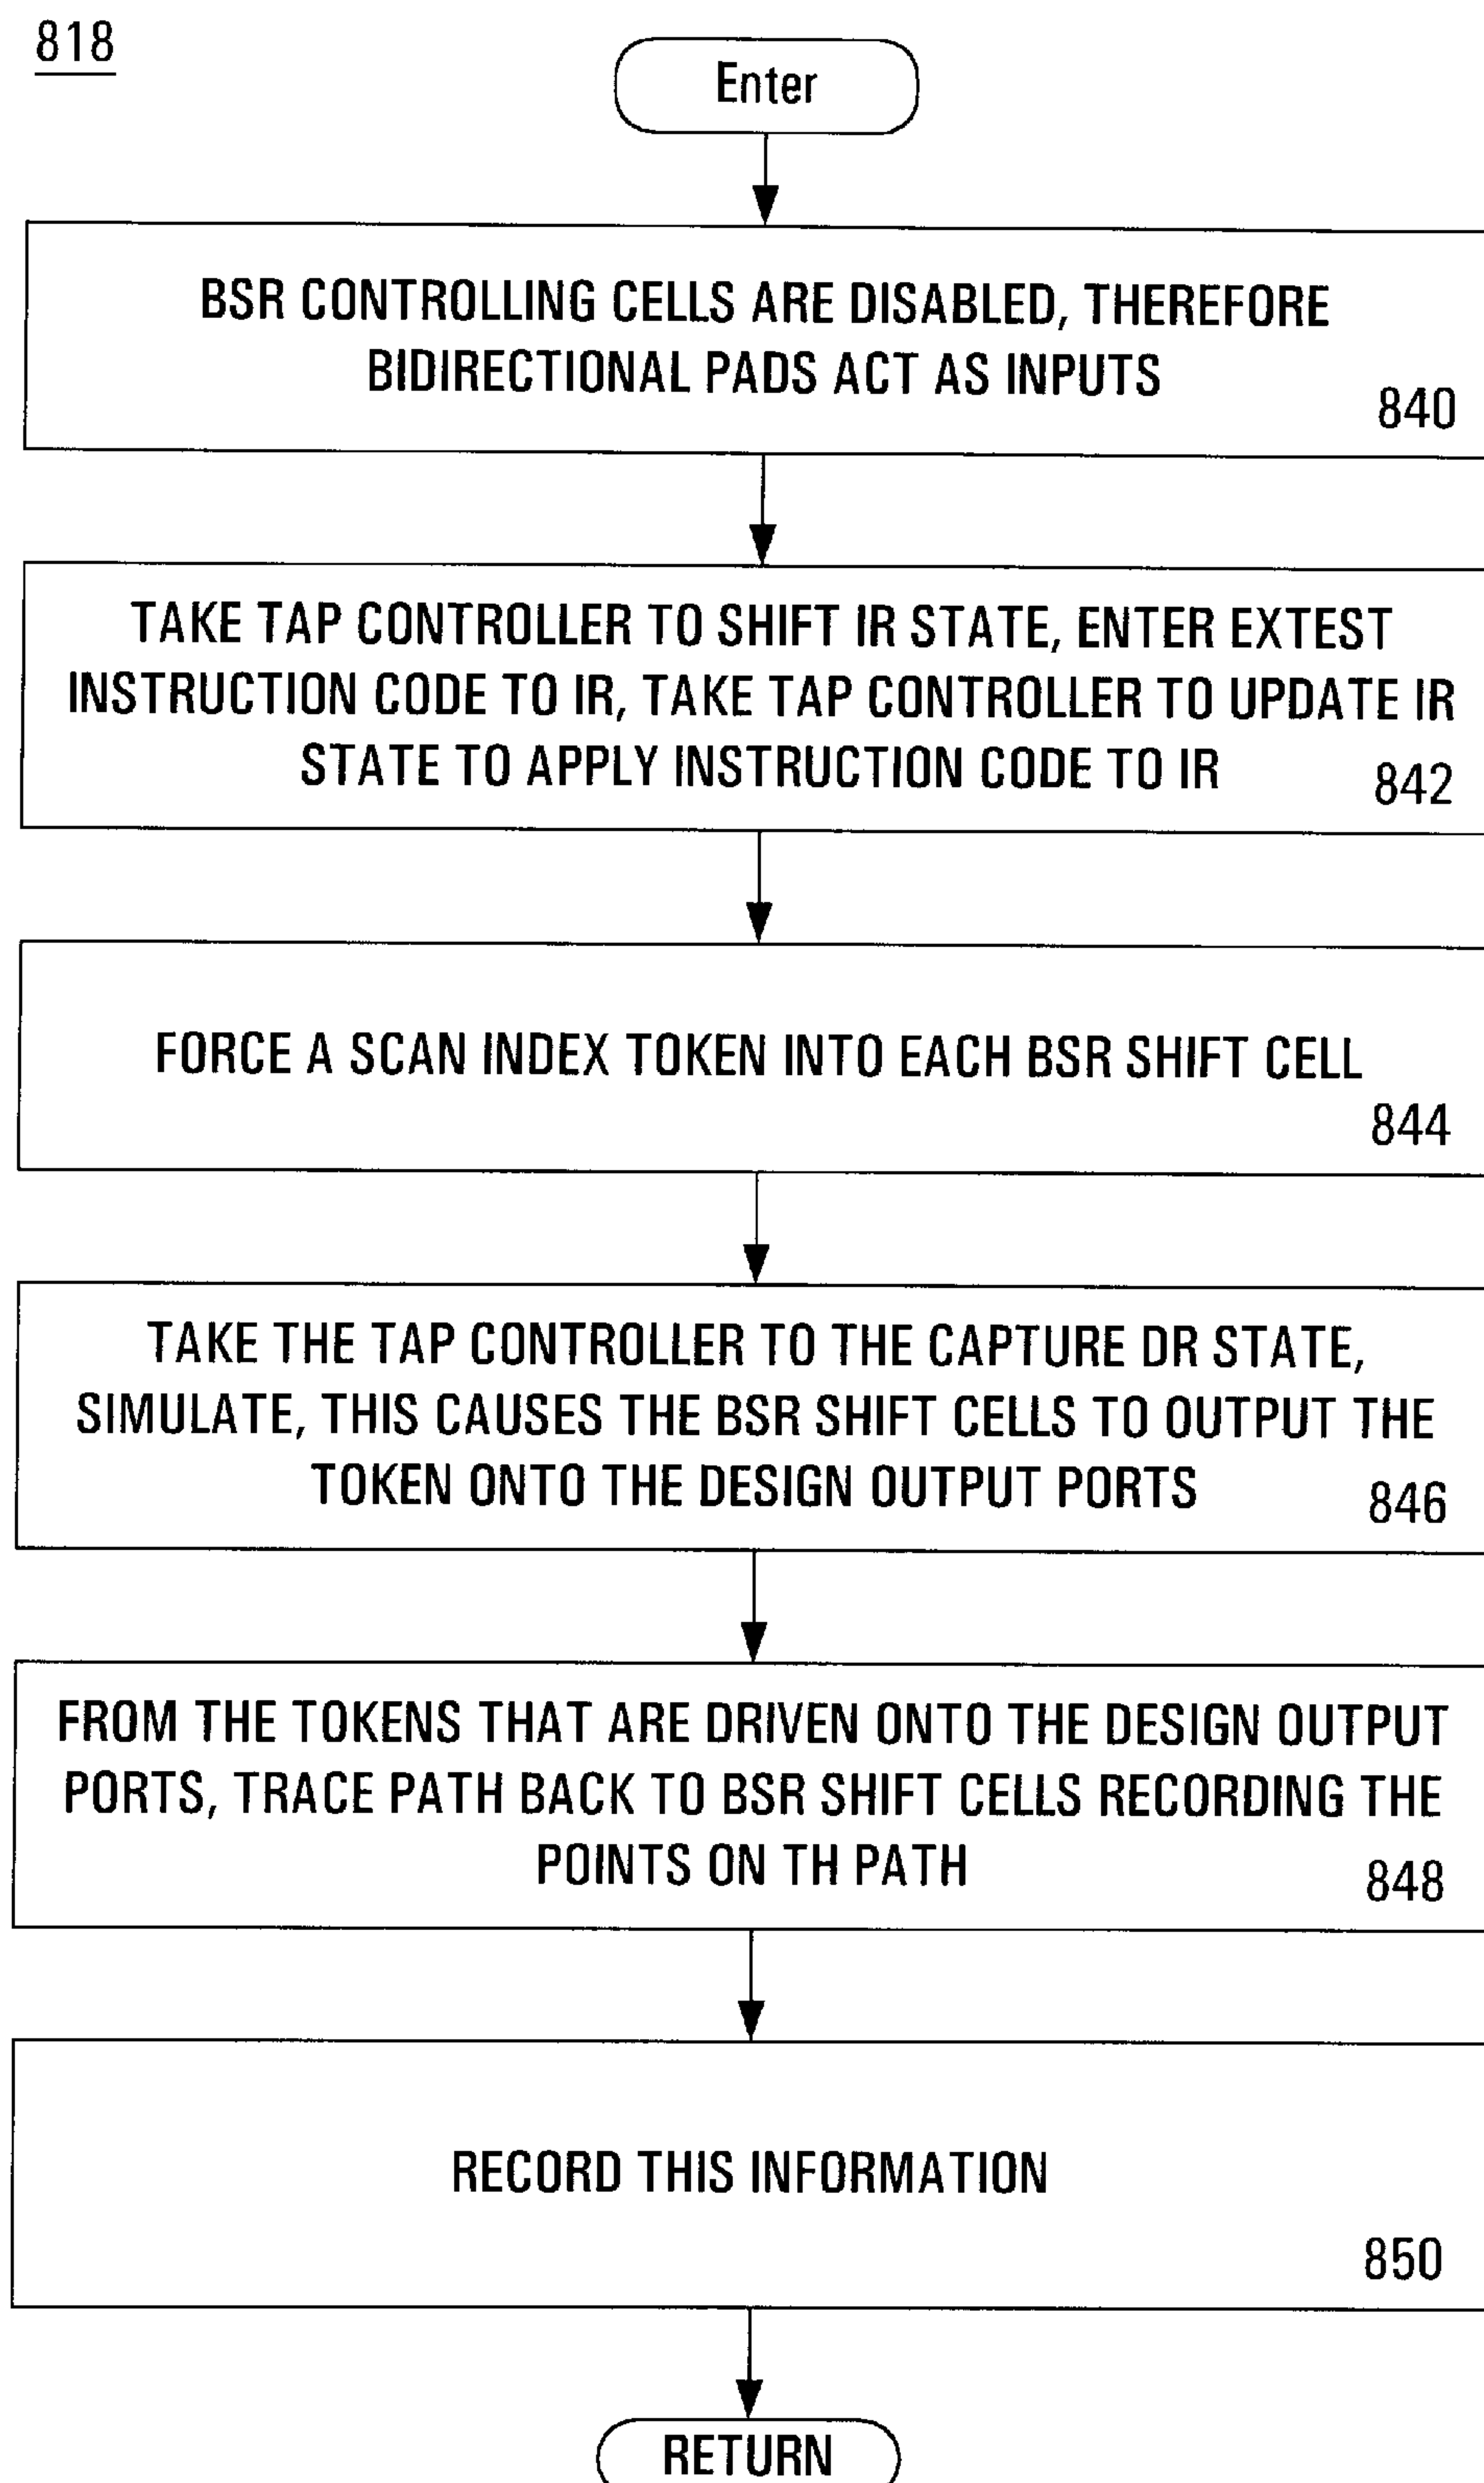 818
Enter
BSR CONTROLLING CELLS ARE DISABLED, THEREFORE
BIDIRECTIONAL PADS ACT AS INPUTS
840
TAKE TAP CONTROLLER TO SHIFT IR STATE, ENTER EXTEST
INSTRUCTION CODE TO IR, TAKE TAP CONTROLLER TO UPDATE IR
STATE TO APPLY INSTRUCTION CODE TO IR
842
FORCE A SCAN INDEX TOKEN INTO EACH BSR SHIFT CELL
844
TAKE THE TAP CONTROLLER TO THE CAPTURE DR STATE,
SIMULATE, THIS CAUSES THE BSR SHIFT CELLS TO OUTPUT THE
TOKEN ONTO THE DESIGN OUTPUT PORTS
846
FROM THE TOKENS THAT ARE DRIVEN ONTO THE DESIGN OUTPUT
PORTS, TRACE PATH BACK TO BSR SHIFT CELLS RECORDING THE
POINTS ON TH PATH
848
RECORD THIS INFORMATION
850
RETURN